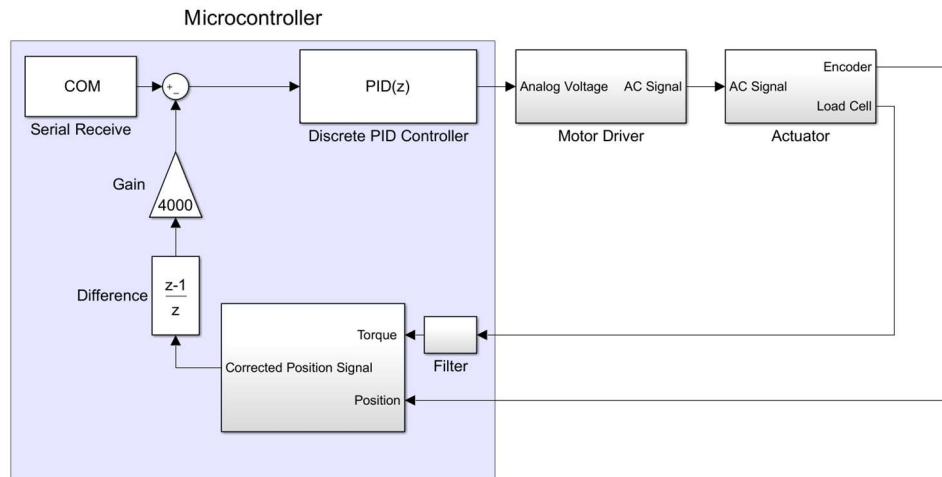 Microcontroller
COM
Serial Receive
+
−
PID(z)
Discrete PID Controller
Analog Voltage
AC Signal
Motor Driver
AC Signal
Encoder
Load Cell
Actuator
Gain
4000
Difference
z-1
z
Torque
Corrected Position Signal
Position
Filter